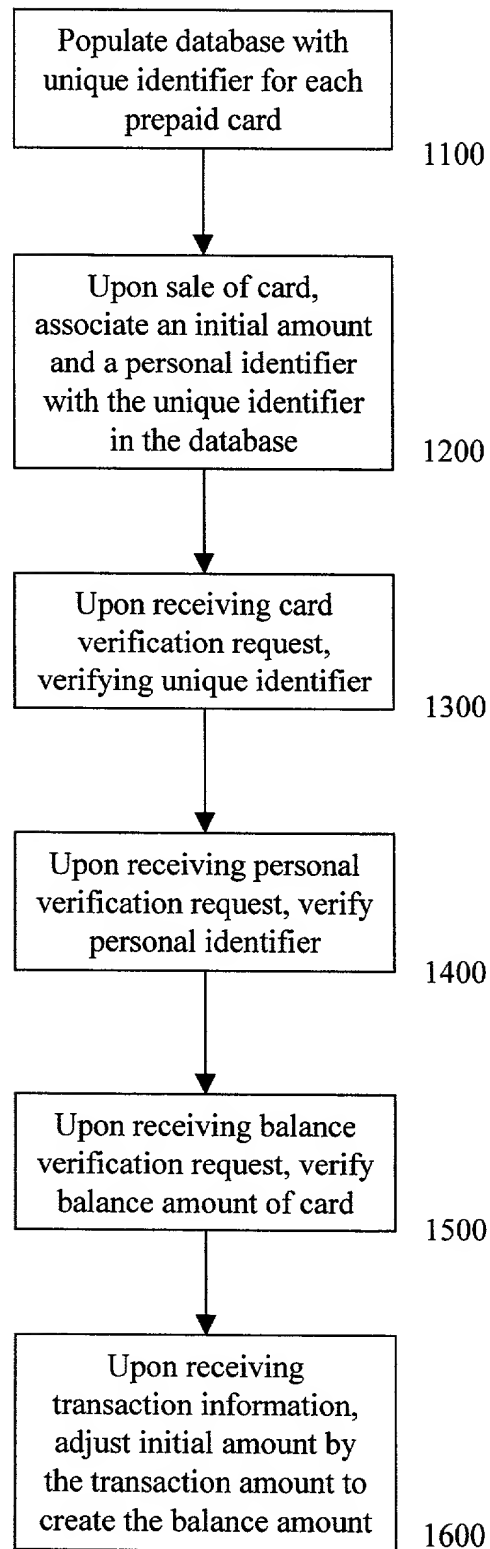 Populate database with
unique identifier for each
prepaid card
1100
Upon sale of card,
associate an initial amount
and a personal identifier
with the unique identifier
in the database
1200
Upon receiving card
verification request,
verifying unique identifier
1300
Upon receiving personal
verification request, verify
personal identifier
1400
Upon receiving balance
verification request, verify
balance amount of card
1500
Upon receiving
transaction information,
adjust initial amount by
the transaction amount to
create the balance amount
1600